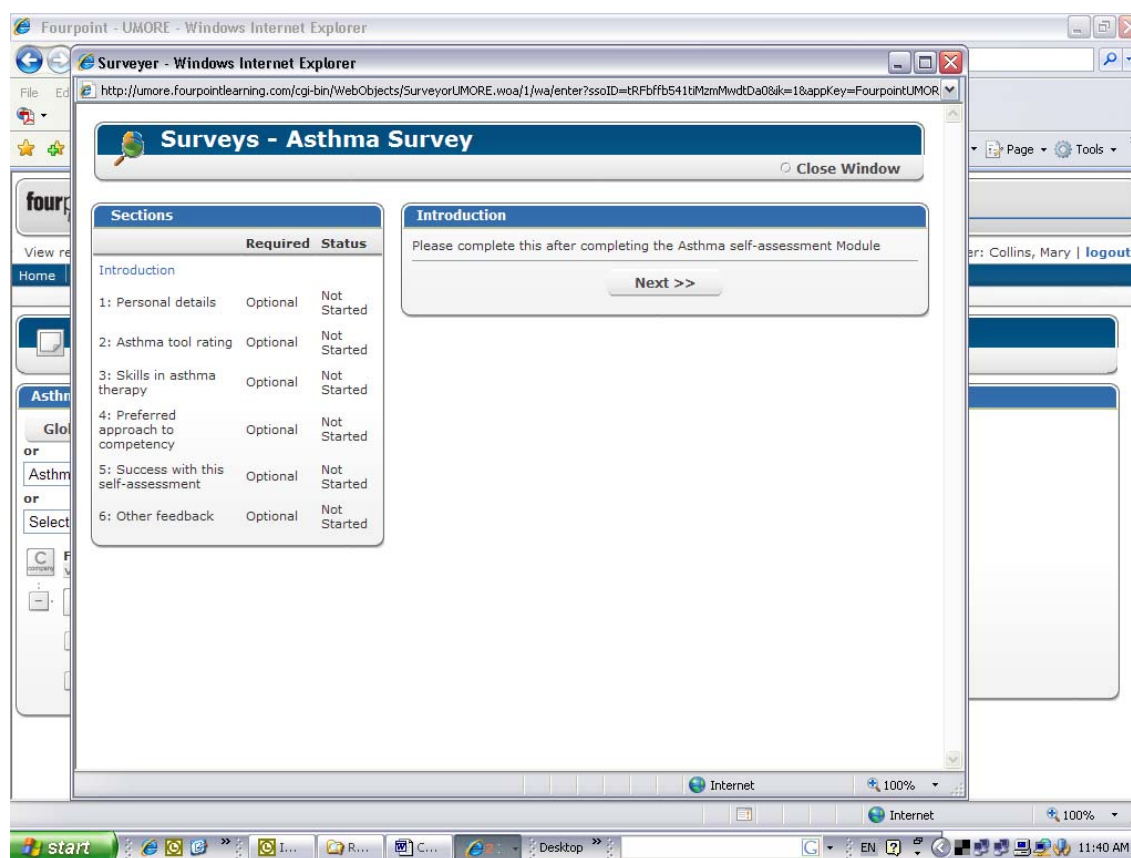 Fourpoint - UMORE - Windows Internet Explorer
Surveyer - Windows Internet Explorer
File Ed
http://umore.fourpointlearning.com/cgi-bin/WebObjects/SurveyorUMORE.woa/1/wa/enter?ssoID=tRFbffb541tiMzmMwdtDa0&ik=1&appKey=FourpointUMOR
Page Tools
Surveys - Asthma Survey
Close Window
four
View re
er: Collins, Mary | logout
Home
Sections
Required Status
Introduction
1: Personal details Optional Not Started
2: Asthma tool rating Optional Not Started
3: Skills in asthma therapy Optional Not Started
4: Preferred approach to competency Optional Not Started
5: Success with this self-assessment Optional Not Started
6: Other feedback Optional Not Started
Introduction
Please complete this after completing the Asthma self-assessment Module
Next >>
Asthm
Glo
or
Asthm
or
Select
C
company
F
Internet 100%
Internet 100%
start
I...
R...
C...
Desktop »
G
EN
11:40 AM